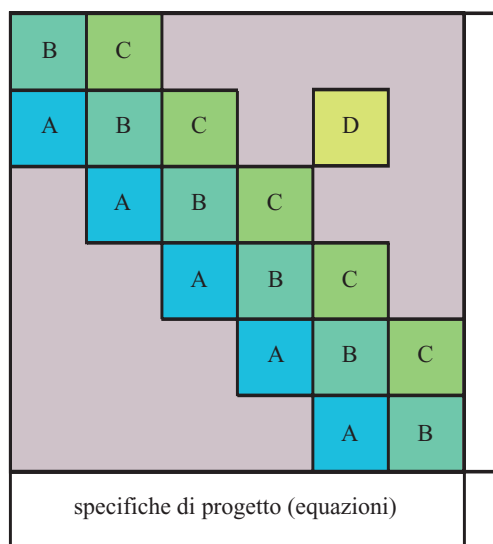 B C
A B C D
A B C
A B C
A B C
A B
specifiche di progetto (equazioni)